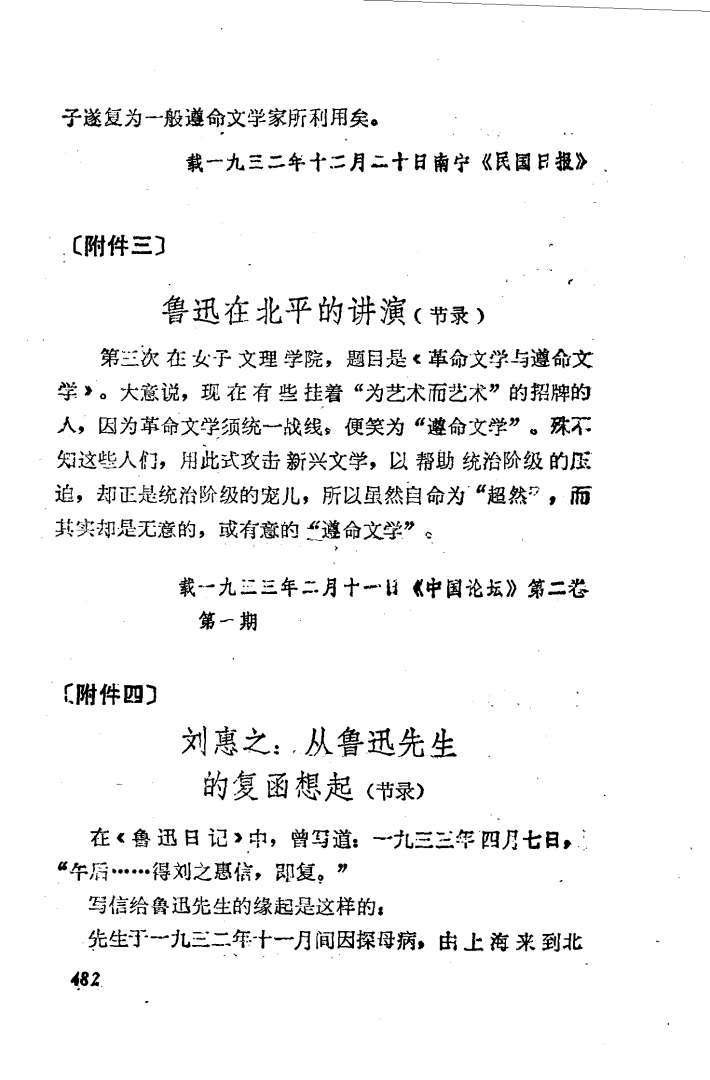 子遂复为一般遵命文学家所利用矣。
载一九三二年十二月二十日南宁《民国日报》
〔附件三〕
鲁迅在北平的讲演（节录）
第三次在女子文理学院，题目是《革命文学与遵命文
学》。大意说，现在有些挂着“为艺术而艺术”的招牌的
人，因为革命文学须统一战线，便笑为“遵命文学”。殊不
知这些人们，用此式攻击新兴文学，以帮助统治阶级的压
迫，却正是统治阶级的宠儿，所以虽然自命为“超然”，而
其实却是无意的，或有意的“遵命文学”。
载一九三三年二月十一日《中国论坛》第二卷
第一期
〔附件四〕
刘惠之：从鲁迅先生
的复函想起（节录）
在《鲁迅日记》中，曾写道：一九三三年四月七日，
“午后……得刘之惠信，即复。”
写信给鲁迅先生的缘起是这样的：
先生于一九三二年十一月间因探母病，由上海来到北
482